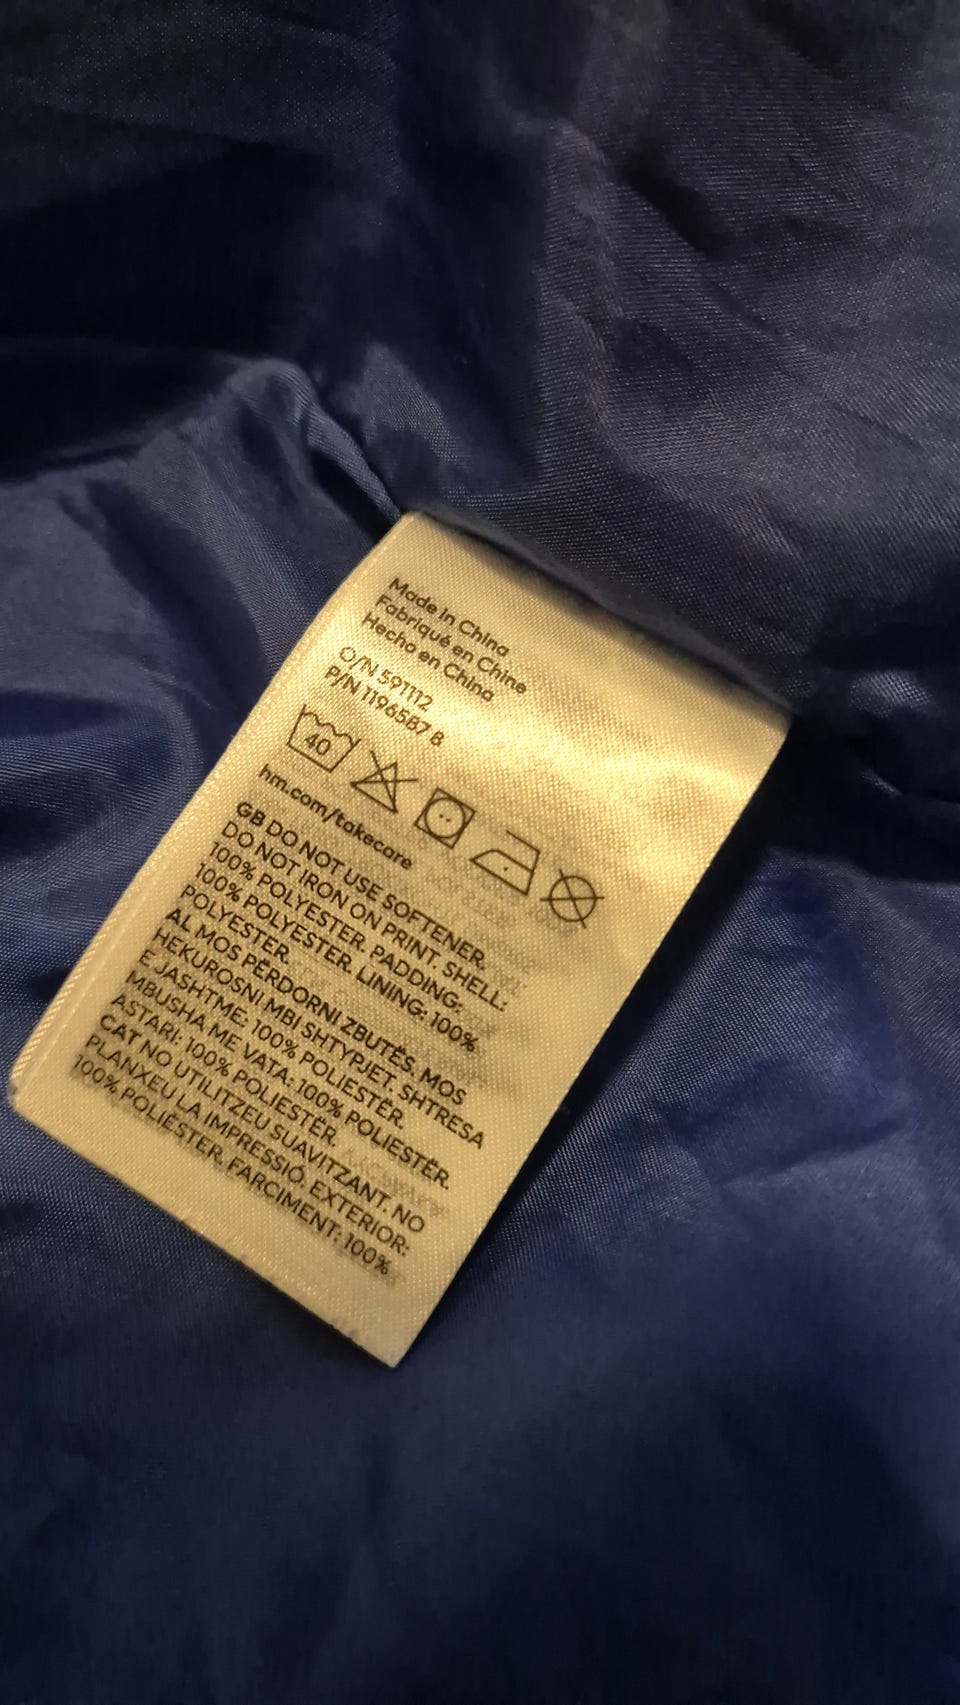 Made in China
Fabriqué en Chine
Hecho en China
O/N 591112
P/N 1196587 8
40
hm.com/takecare
GB DO NOT USE SOFTENER.
DO NOT IRON ON PRINT. SHELL:
100% POLYESTER. PADDING:
100% POLYESTER. LINING: 100%
POLYESTER.
AL MOS PËRDORNI ZBUTËS. MOS
HEKUROSNI MBI SHTYPJET. SHTRESA
E JASHTME: 100% POLIESTËR.
MBUSHA ME VATA: 100% POLIESTËR.
ASTARI: 100% POLIESTËR.
CAT NO UTILITZEU SUAVITZANT. NO
PLANXEU LA IMPRESSIÓ. EXTERIOR:
100% POLIÈSTER. FARCIMENT: 100%